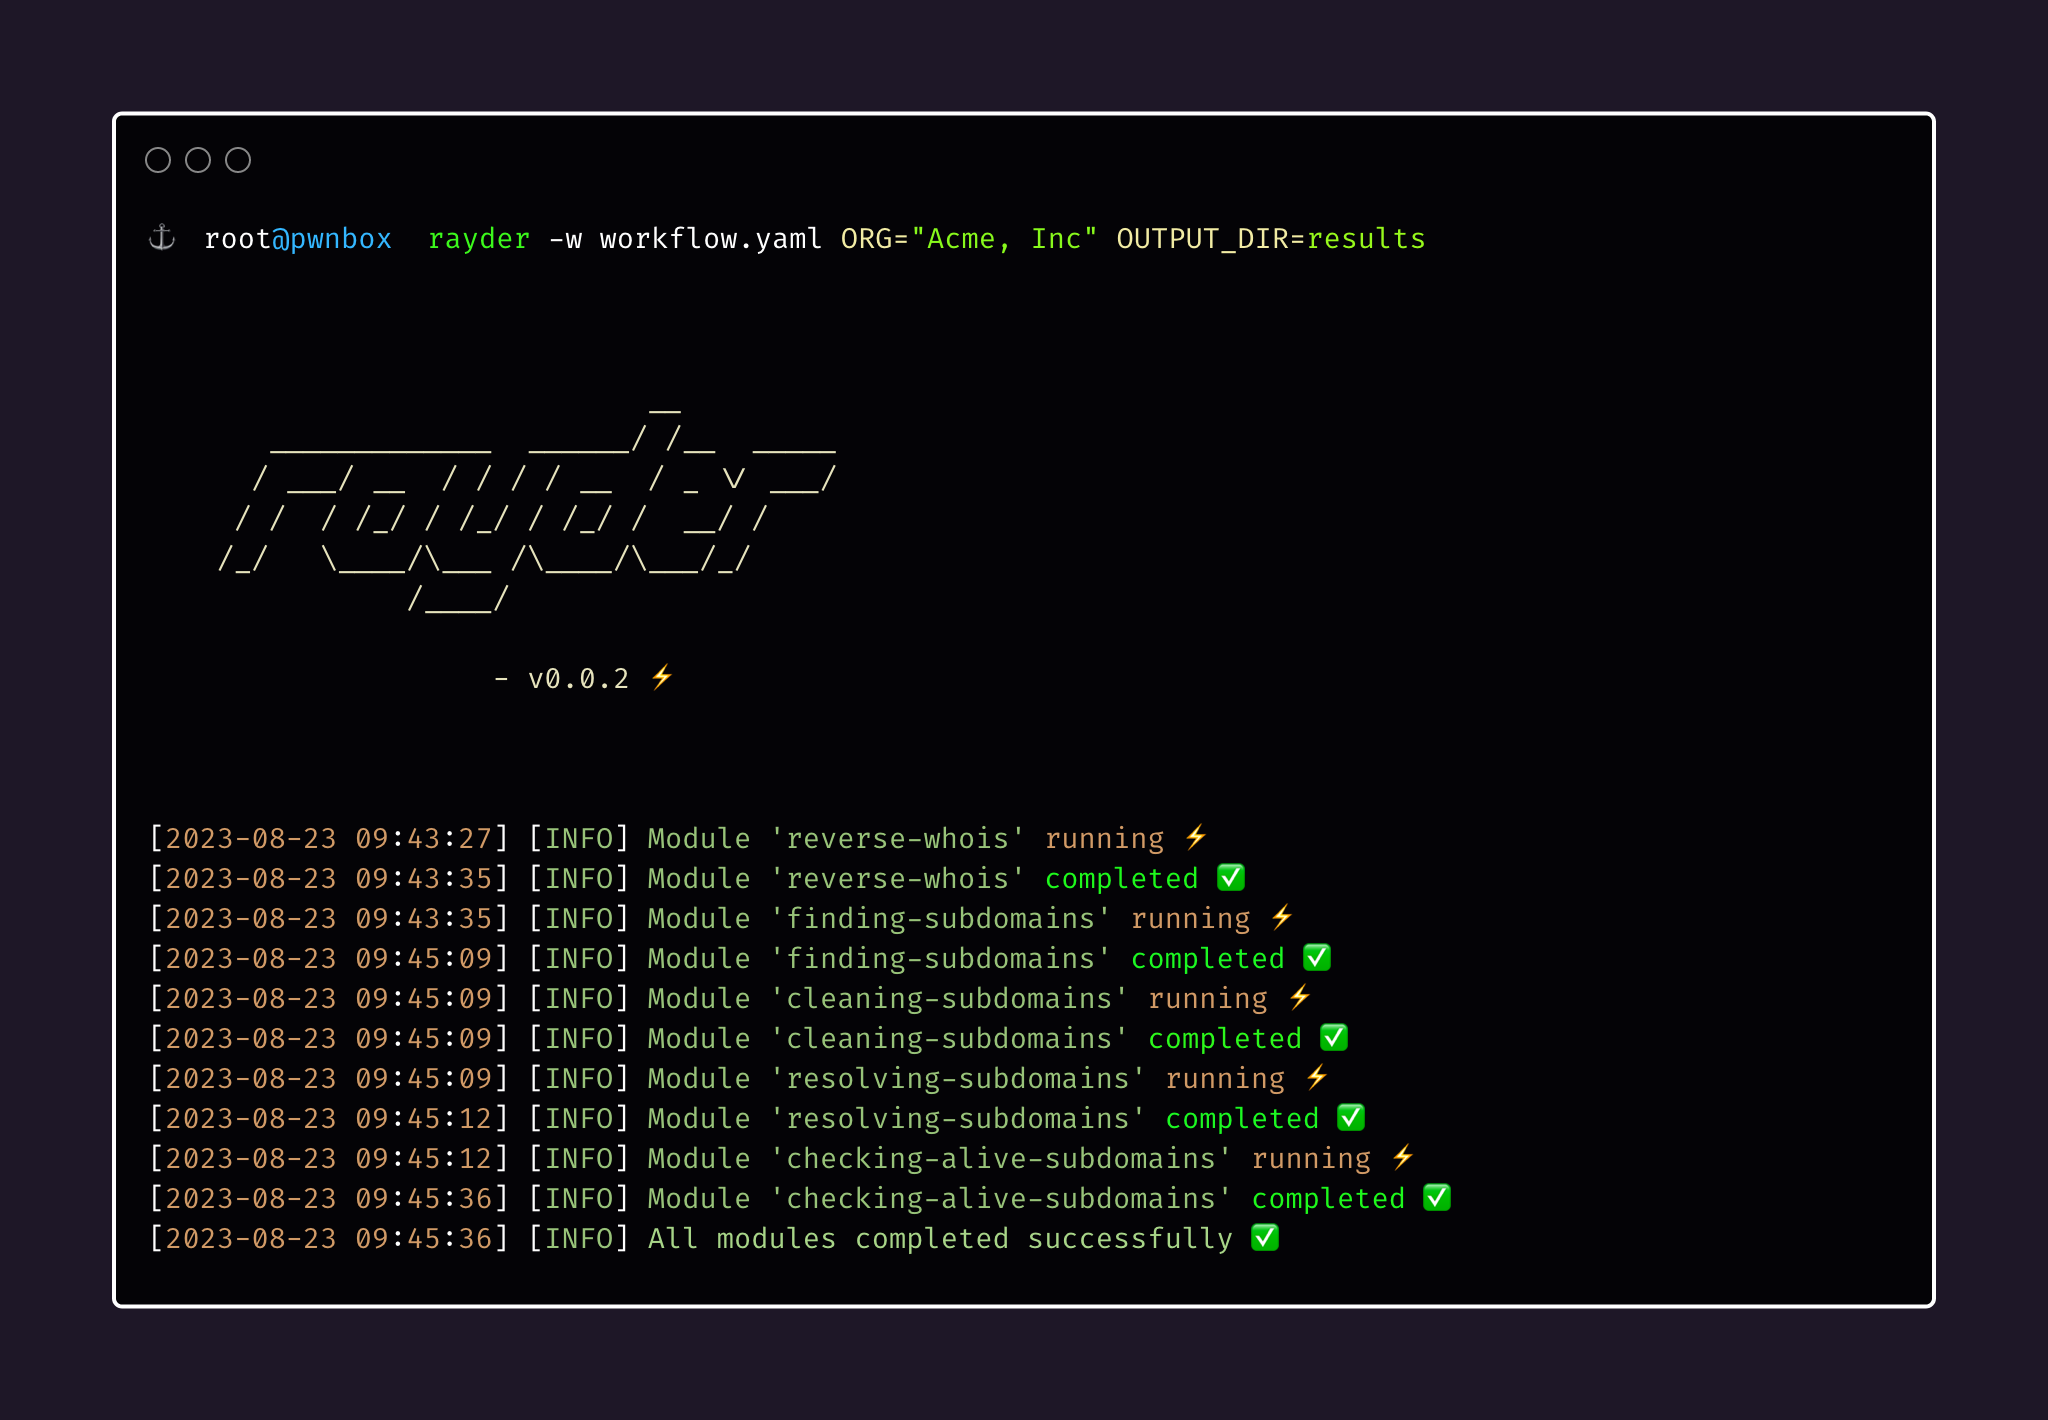 ⚓ root@pwnbox rayder -w workflow.yaml ORG="Acme, Inc" OUTPUT_DIR=results
rayder
- v0.0.2 ⚡
[2023-08-23 09:43:27] [INFO] Module 'reverse-whois' running ⚡
[2023-08-23 09:43:35] [INFO] Module 'reverse-whois' completed ✅
[2023-08-23 09:43:35] [INFO] Module 'finding-subdomains' running ⚡
[2023-08-23 09:45:09] [INFO] Module 'finding-subdomains' completed ✅
[2023-08-23 09:45:09] [INFO] Module 'cleaning-subdomains' running ⚡
[2023-08-23 09:45:09] [INFO] Module 'cleaning-subdomains' completed ✅
[2023-08-23 09:45:09] [INFO] Module 'resolving-subdomains' running ⚡
[2023-08-23 09:45:12] [INFO] Module 'resolving-subdomains' completed ✅
[2023-08-23 09:45:12] [INFO] Module 'checking-alive-subdomains' running ⚡
[2023-08-23 09:45:36] [INFO] Module 'checking-alive-subdomains' completed ✅
[2023-08-23 09:45:36] [INFO] All modules completed successfully ✅